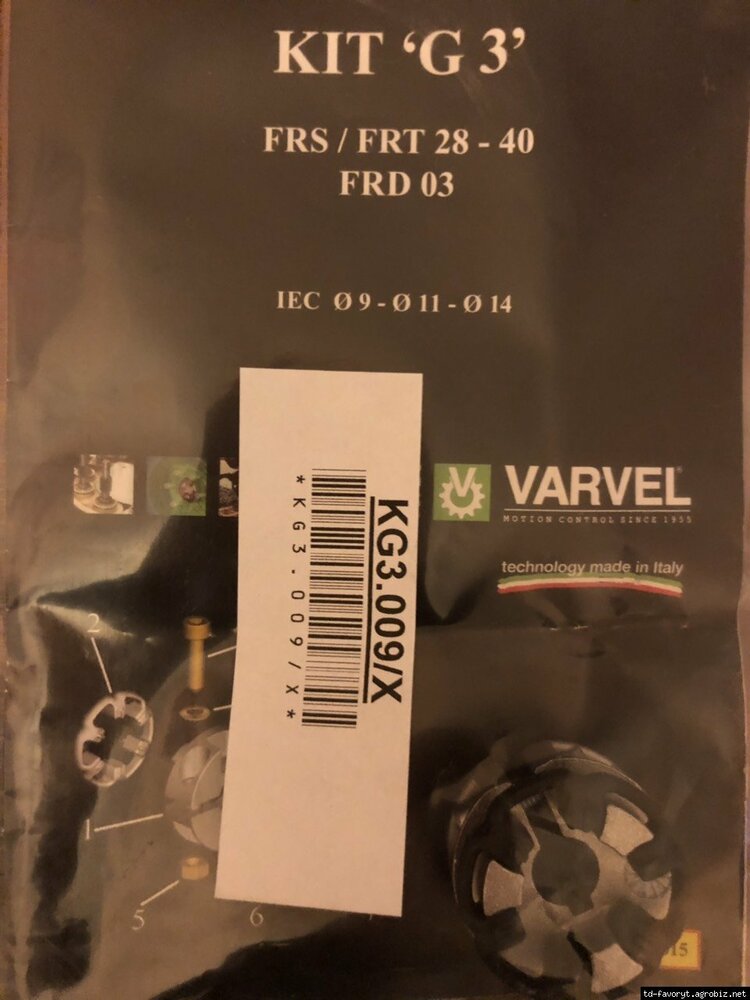 KIT ‘G 3’
FRS / FRT 28 - 40
FRD 03
IEC Ø 9 - Ø 11 - Ø 14
VARVEL
MOTION CONTROL SINCE 1955
technology made in Italy
KG3.009/X
*KG3.009/X*
2
1
5
6
15
td-favoryt.agrobiz.net